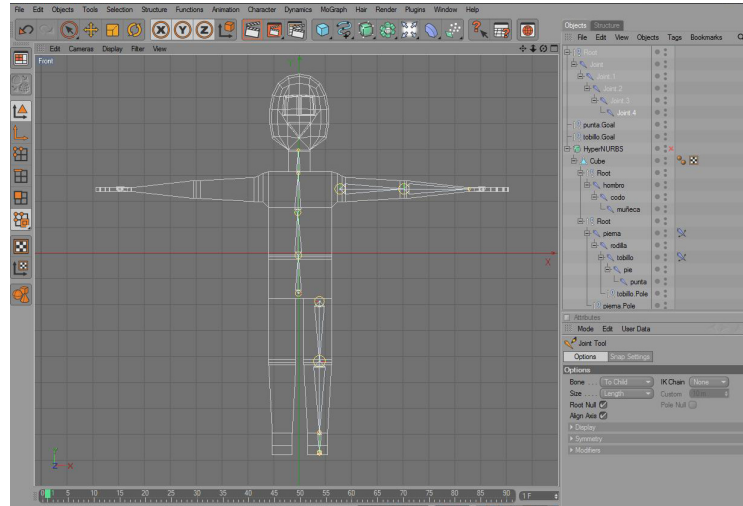 File Edit Objects Tools Selection Structure Functions Animation Character Dynamics MoGraph Hair Render Plugins Window Help
Objects Structure
File Edit View Objects Tags Bookmarks
Edit Cameras Display Filter View
Front
Root
Joint
Joint 1
Joint 2
Joint 3
Joint 4
punta.Goal
tobillo.Goal
HyperNURBS
Cube
Root
hombro
codo
muñeca
Root
pierna
rodilla
tobillo
pie
punta
tobillo.Pole
pierna.Pole
X
Y
Z X
Attributes
Mode Edit User Data
Joint Tool
Options Snap Settings
Options
Bone To Child IK Chain None
Size Length Custom
Root Null Pole Null
Align Axis
Display
Symmetry
Modifiers
0 5 10 15 20 25 30 35 40 45 50 55 60 65 70 75 80 85 90 1 F